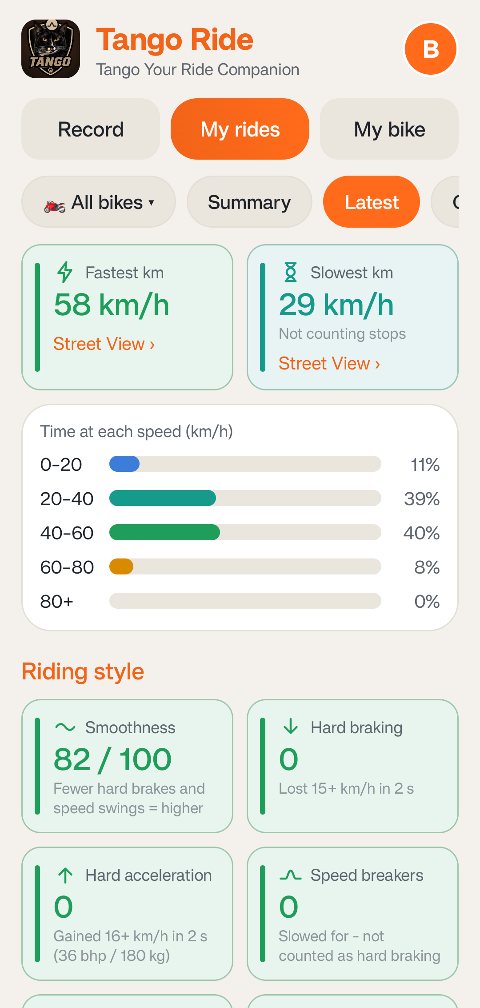 TANGO
Tango Ride
Tango Your Ride Companion
B
Record
My rides
My bike
All bikes ▾
Summary
Latest
Fastest km
58 km/h
Street View ›
Slowest km
29 km/h
Not counting stops
Street View ›
Time at each speed (km/h)
0–20 11%
20–40 39%
40–60 40%
60–80 8%
80+ 0%
Riding style
Smoothness
82 / 100
Fewer hard brakes and
speed swings = higher
Hard braking
0
Lost 15+ km/h in 2 s
Hard acceleration
0
Gained 16+ km/h in 2 s
(36 bhp / 180 kg)
Speed breakers
0
Slowed for – not
counted as hard braking